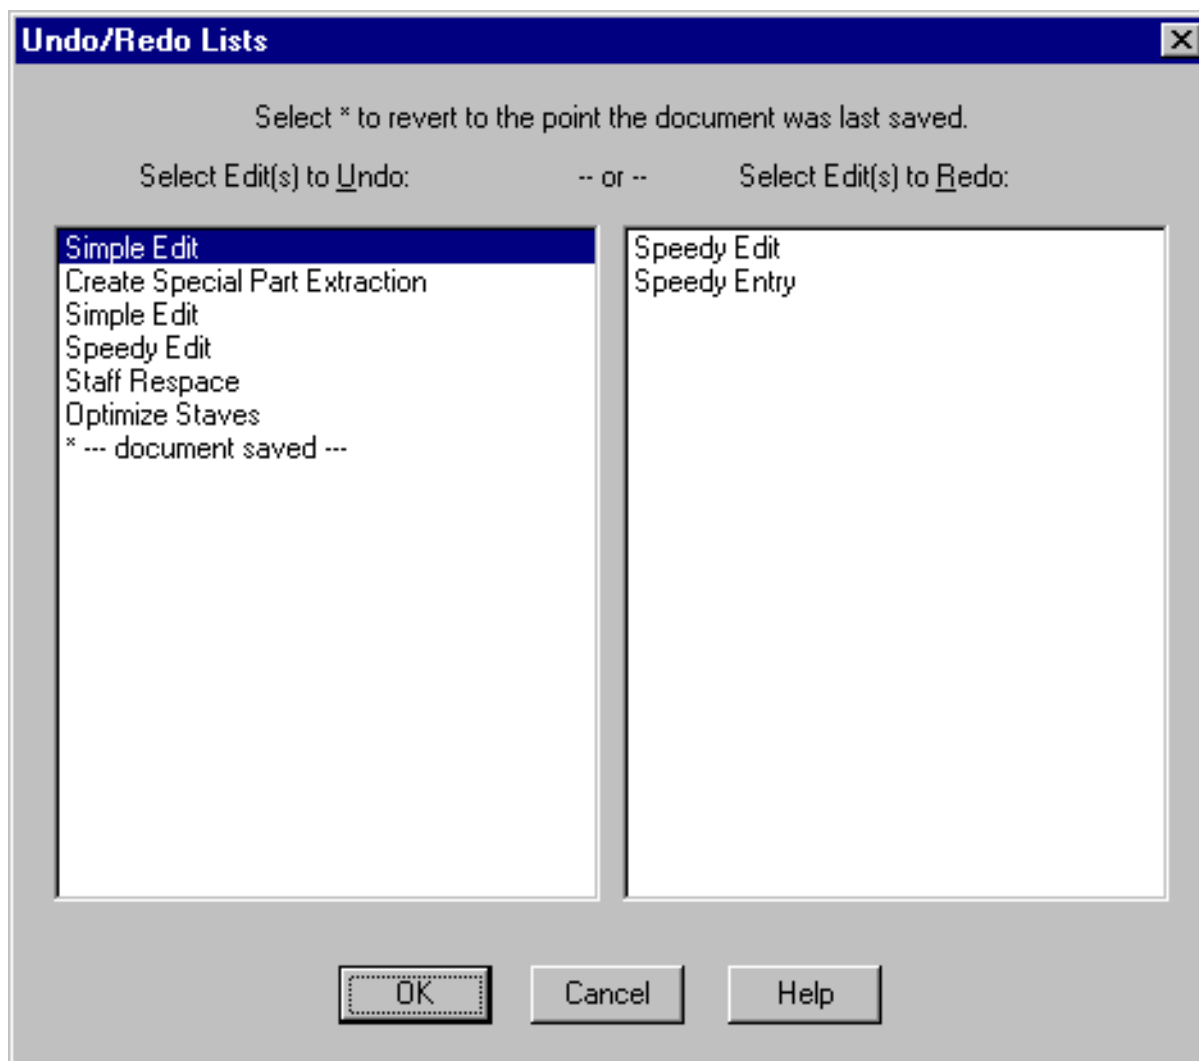 Undo/Redo Lists
Select * to revert to the point the document was last saved.
Select Edit(s) to Undo: -- or -- Select Edit(s) to Redo:
Simple Edit
Create Special Part Extraction
Simple Edit
Speedy Edit
Staff Respace
Optimize Staves
* --- document saved ---
Speedy Edit
Speedy Entry
OK Cancel Help